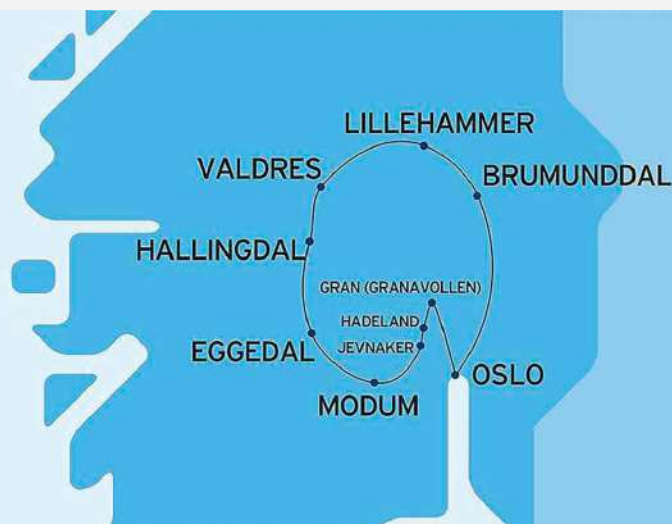 LILLEHAMMER
VALDRES
BRUMUNDDAL
HALLINGDAL
GRAN (GRANAVOLLEN)
HADELAND
JEVNAKER
EGGEDAL
OSLO
MODUM